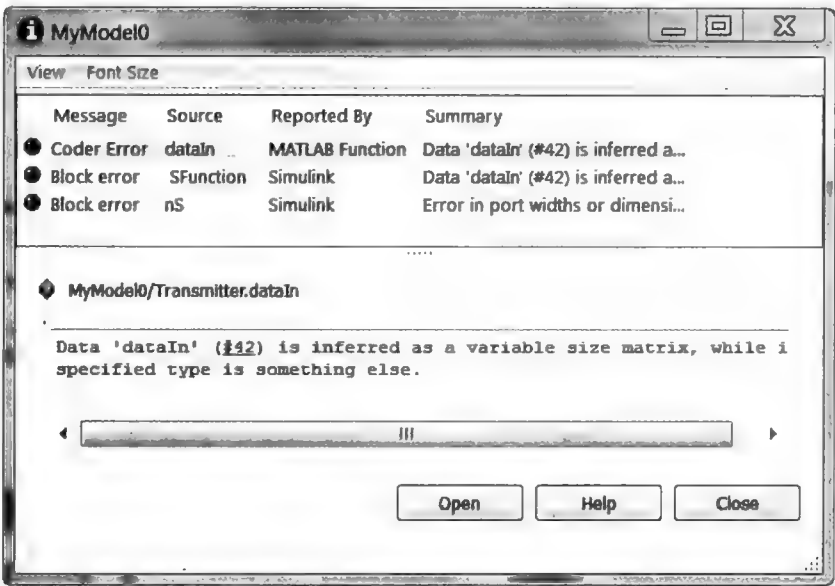 MyModel0
View Font Size
Message Source Reported By Summary
Coder Error dataIn .. MATLAB Function Data 'dataIn' (#42) is inferred a...
Block error SFunction Simulink Data 'dataIn' (#42) is inferred a...
Block error nS Simulink Error in port widths or dimensi...
MyModel0/Transmitter.dataIn
Data 'dataIn' (#42) is inferred as a variable size matrix, while i
specified type is something else.
Open Help Close